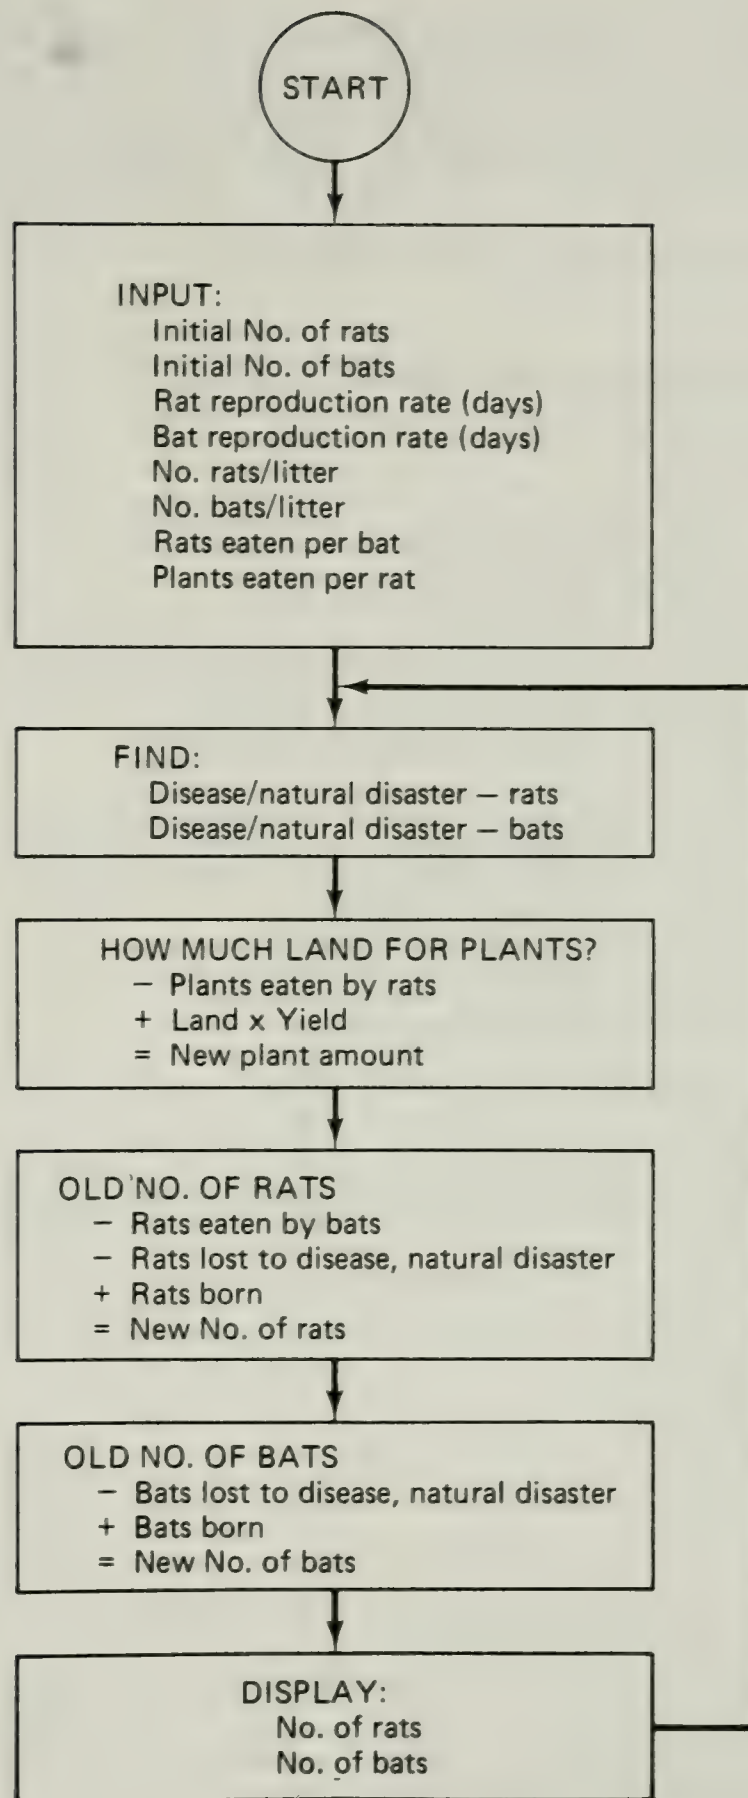 START
INPUT:
Initial No. of rats
Initial No. of bats
Rat reproduction rate (days)
Bat reproduction rate (days)
No. rats/litter
No. bats/litter
Rats eaten per bat
Plants eaten per rat
FIND:
Disease/natural disaster — rats
Disease/natural disaster — bats
HOW MUCH LAND FOR PLANTS?
— Plants eaten by rats
+ Land x Yield
= New plant amount
OLD NO. OF RATS
— Rats eaten by bats
— Rats lost to disease, natural disaster
+ Rats born
= New No. of rats
OLD NO. OF BATS
— Bats lost to disease, natural disaster
+ Bats born
= New No. of bats
DISPLAY:
No. of rats
No. of bats